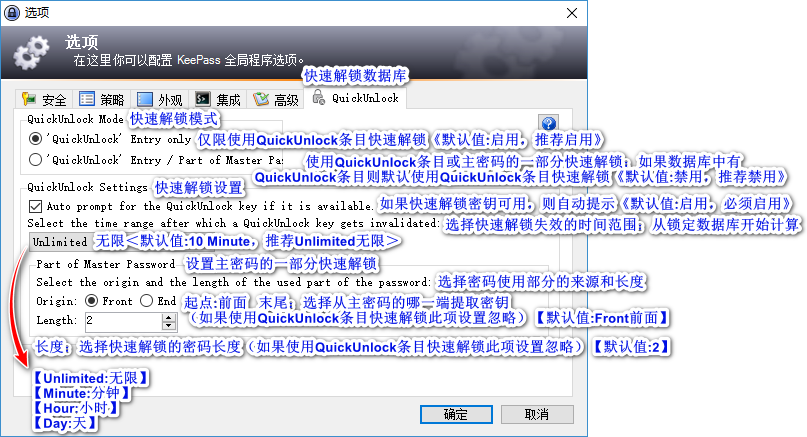 选项
选项
在这里你可以配置 KeePass 全局程序选项。
快速解锁数据库
安全 策略 外观 集成 高级 QuickUnlock
QuickUnlock Mode 快速解锁模式
'QuickUnlock' Entry only 仅限使用QuickUnlock条目快速解锁《默认值:启用，推荐启用》
'QuickUnlock' Entry / Part of Master Pa 使用QuickUnlock条目或主密码的一部分快速解锁；如果数据库中有
QuickUnlock条目则默认使用QuickUnlock条目快速解锁《默认值:禁用，推荐禁用》
QuickUnlock Settings 快速解锁设置
Auto prompt for the QuickUnlock key if it is available. 如果快速解锁密钥可用，则自动提示《默认值:启用，必须启用》
Select the time range after which a QuickUnlock key gets invalidated: 选择快速解锁失效的时间范围；从锁定数据库开始计算
Unlimited 无限＜默认值:10 Minute，推荐Unlimited无限＞
Part of Master Password 设置主密码的一部分快速解锁
Select the origin and the length of the used part of the password: 选择密码使用部分的来源和长度
Origin: Front End 起点:前面 末尾；选择从主密码的哪一端提取密钥
Length: 2 （如果使用QuickUnlock条目快速解锁此项设置忽略）【默认值:Front前面】
长度；选择快速解锁的密码长度（如果使用QuickUnlock条目快速解锁此项设置忽略）【默认值:2】
【Unlimited:无限】
【Minute:分钟】
【Hour:小时】
【Day:天】
确定 取消